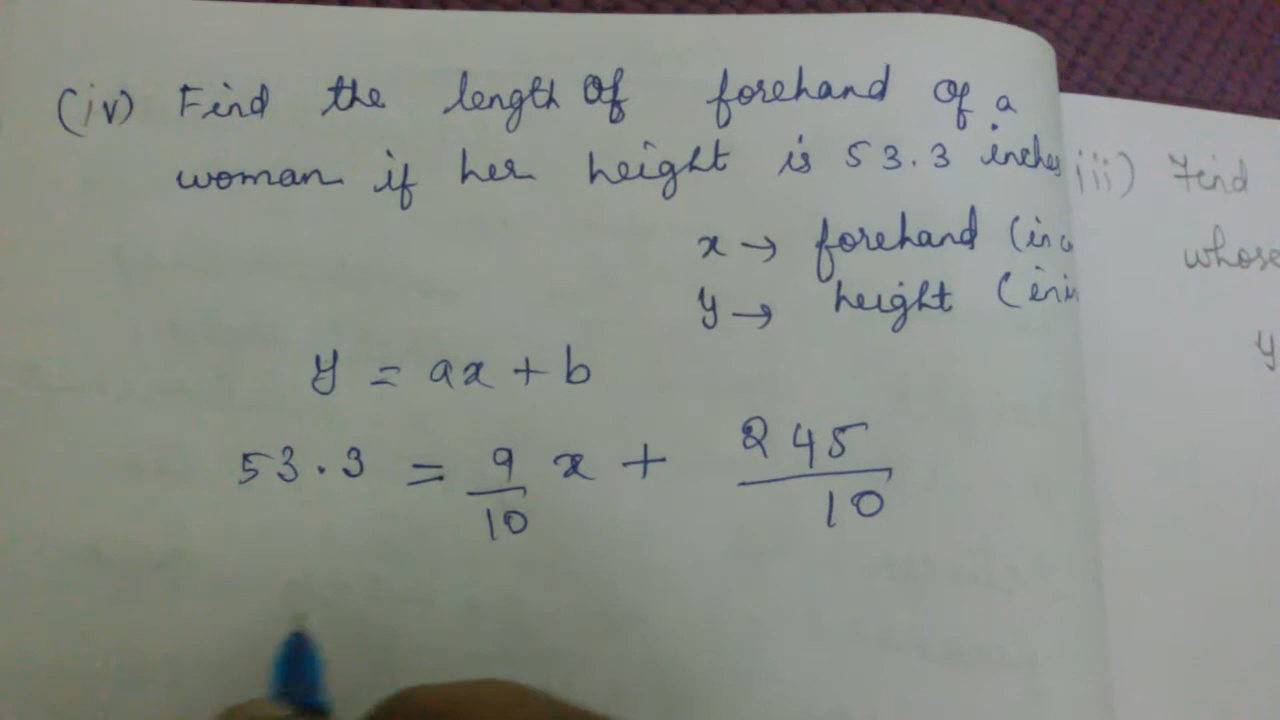 (iv) Find the length of forehand of a
woman if her height is 53.3 inches
x → forehand (in
y → height (in
y = ax + b
53.3 = 9/10 x + 245/10
iii) Find
whose
y